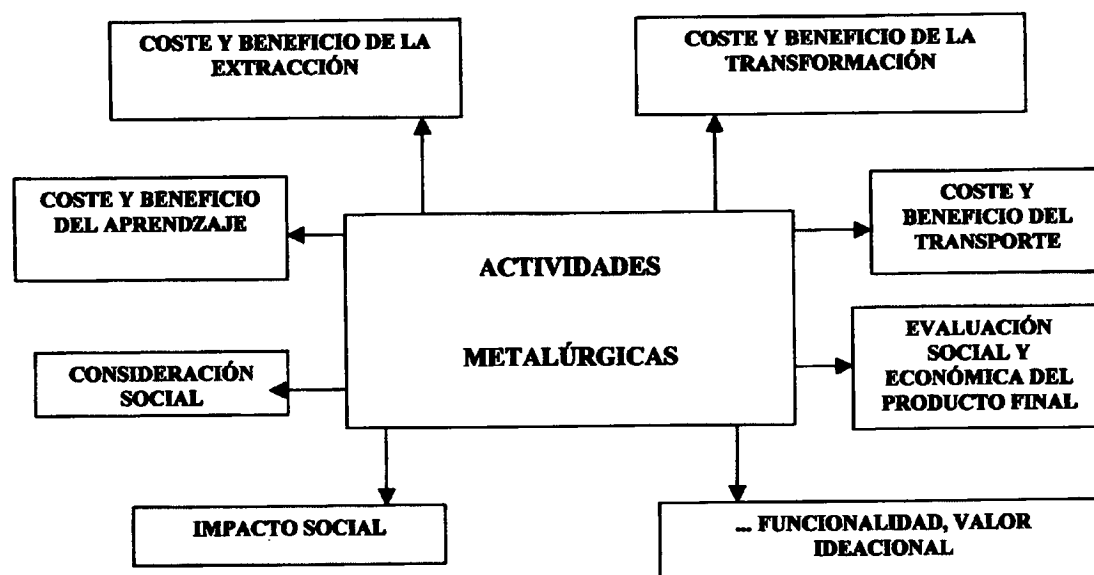 COSTE Y BENEFICIO DE LA
EXTRACCIÓN
COSTE Y BENEFICIO DE LA
TRANSFORMACIÓN
COSTE Y BENEFICIO
DEL APRENDZAJE
COSTE Y
BENEFICIO DEL
TRANSPORTE
ACTIVIDADES
METALÚRGICAS
CONSIDERACIÓN
SOCIAL
EVALUACIÓN
SOCIAL Y
ECONÓMICA DEL
PRODUCTO FINAL
IMPACTO SOCIAL
... FUNCIONALIDAD, VALOR
IDEACIONAL